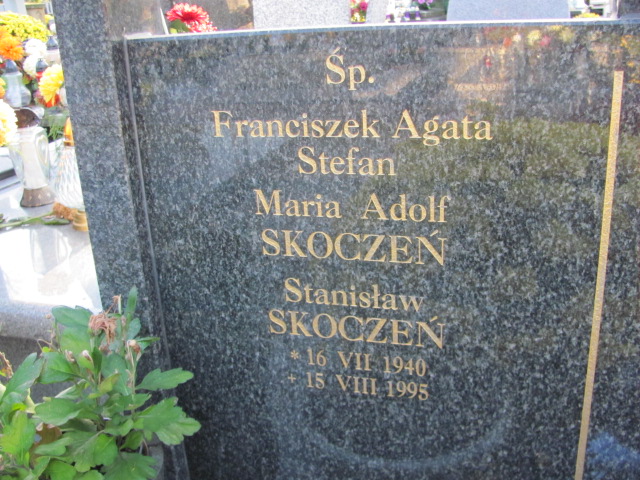 Śp.
Franciszek Agata
Stefan
Maria Adolf
SKOCZEŃ
Stanisław
SKOCZEŃ
* 16 VII 1940
+ 15 VIII 1995